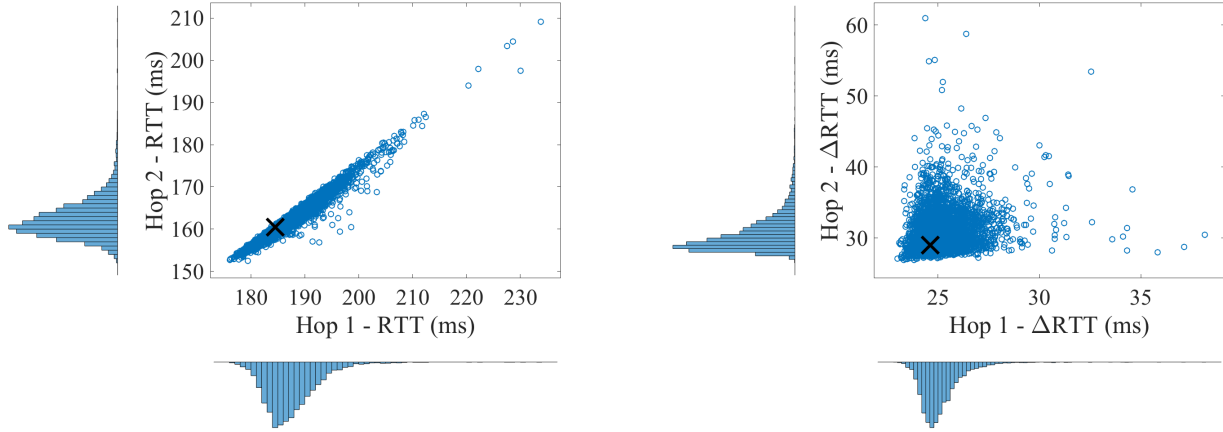 210
200
190
180
170
160
150
Hop 2 - RTT (ms)
180 190 200 210 220 230
Hop 1 - RTT (ms)
60
50
40
30
Hop 2 - ΔRTT (ms)
25 30 35
Hop 1 - ΔRTT (ms)